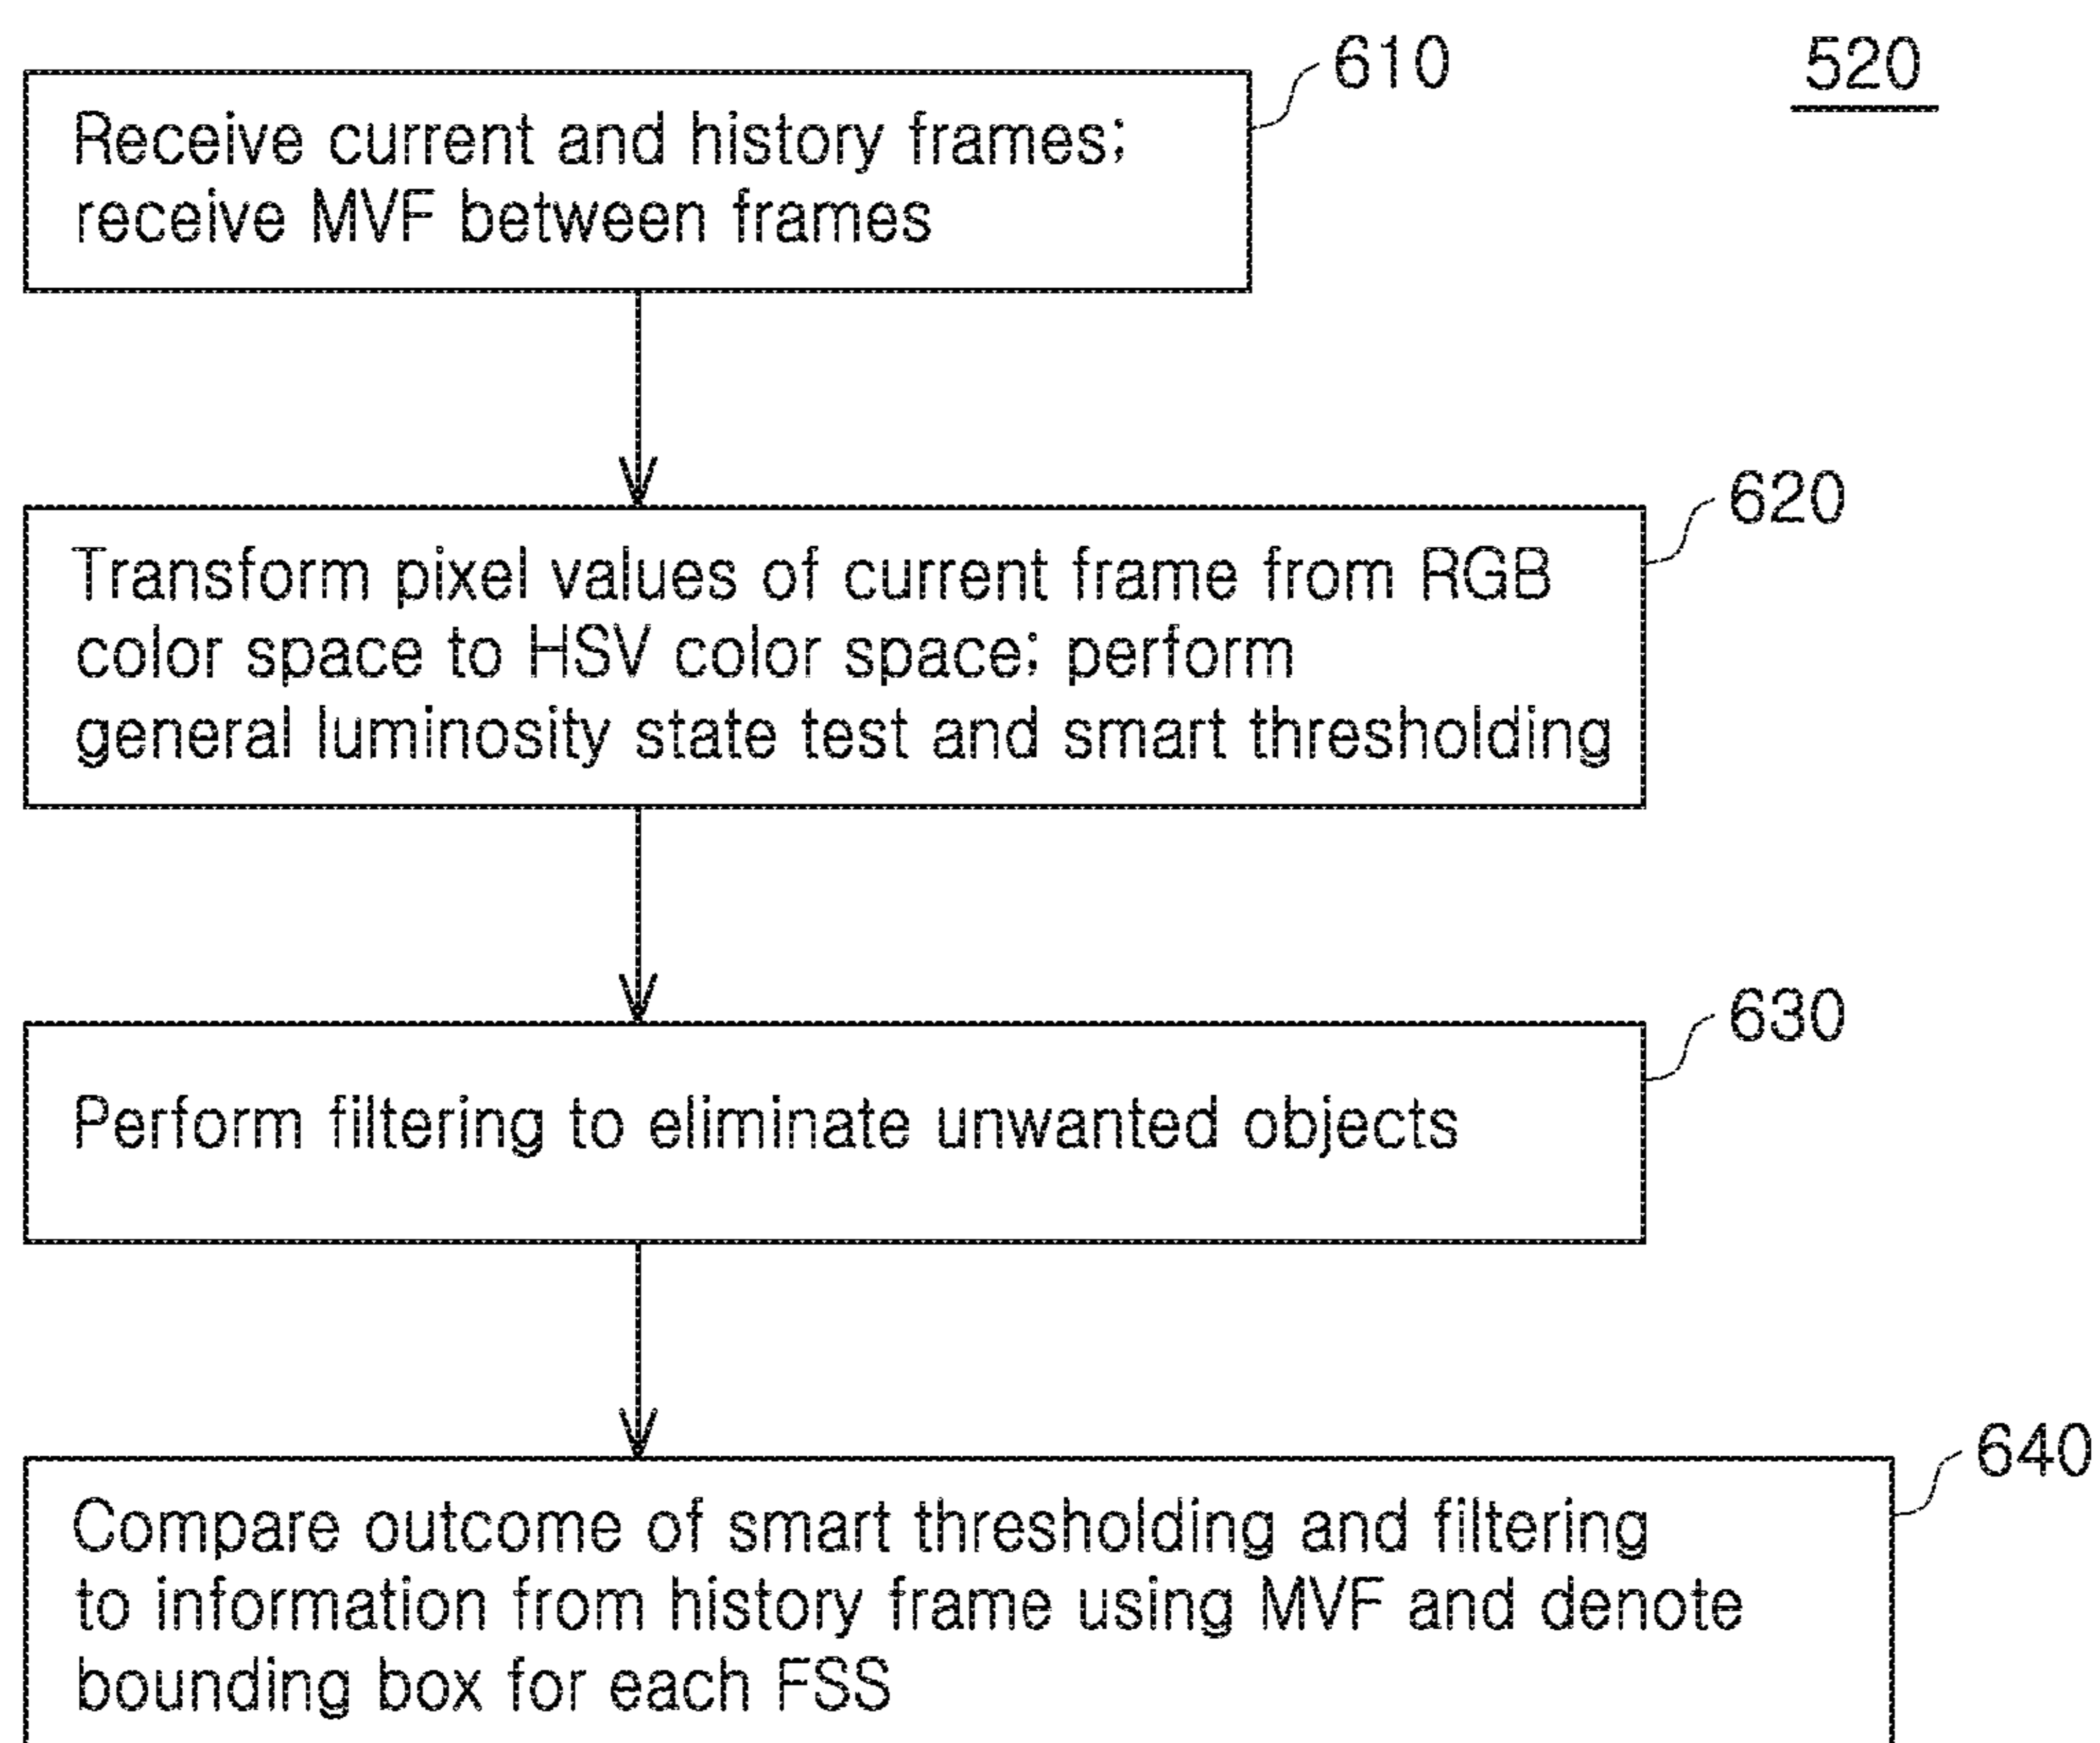 610
520
Receive current and history frames;
receive MVF between frames
620
Transform pixel values of current frame from RGB
color space to HSV color space; perform
general luminosity state test and smart thresholding
630
Perform filtering to eliminate unwanted objects
640
Compare outcome of smart thresholding and filtering
to information from history frame using MVF and denote
bounding box for each FSS